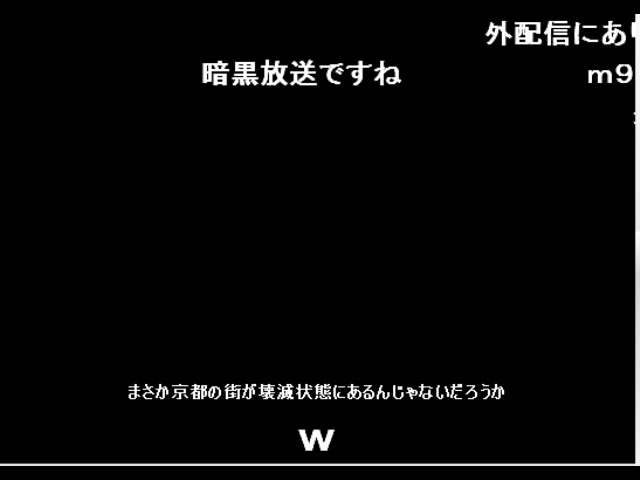 外配信にあり
暗黒放送ですね
m9
まさか京都の街が壊滅状態にあるんじゃないだろうか
w